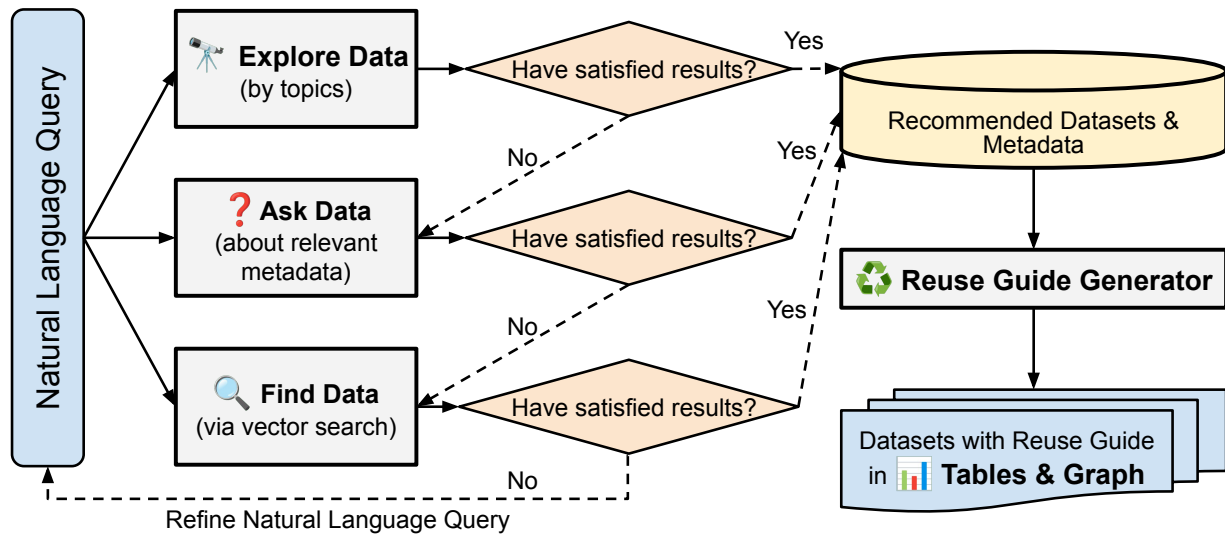 Natural Language Query
Explore Data
(by topics)
Have satisfied results?
Yes
No
Ask Data
(about relevant
metadata)
Have satisfied results?
Yes
No
Find Data
(via vector search)
Have satisfied results?
Yes
No
Refine Natural Language Query
Recommended Datasets &
Metadata
Reuse Guide Generator
Datasets with Reuse Guide
in Tables & Graph